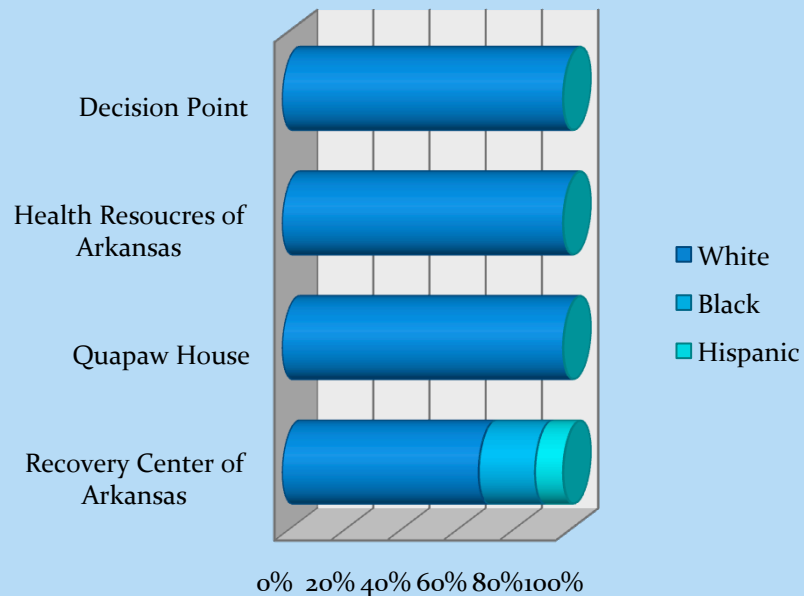 Decision Point
Health Resoucres of
Arkansas
Quapaw House
Recovery Center of
Arkansas
White
Black
Hispanic
0% 20% 40% 60% 80% 100%